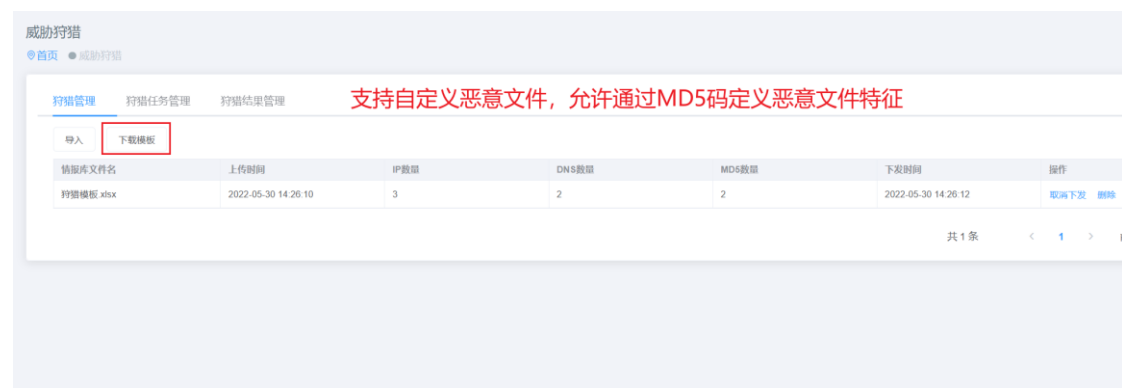 威胁狩猎
首页 威胁狩猎
狩猎管理 狩猎任务管理 狩猎结果管理 支持自定义恶意文件，允许通过MD5码定义恶意文件特征
导入 下载模板
情报库文件名 上传时间 IP数量 DNS数量 MD5数量 下发时间 操作
狩猎模板.xlsx 2022-05-30 14:26:10 3 2 2 2022-05-30 14:26:12 取消下发 删除
共 1 条 < 1 >